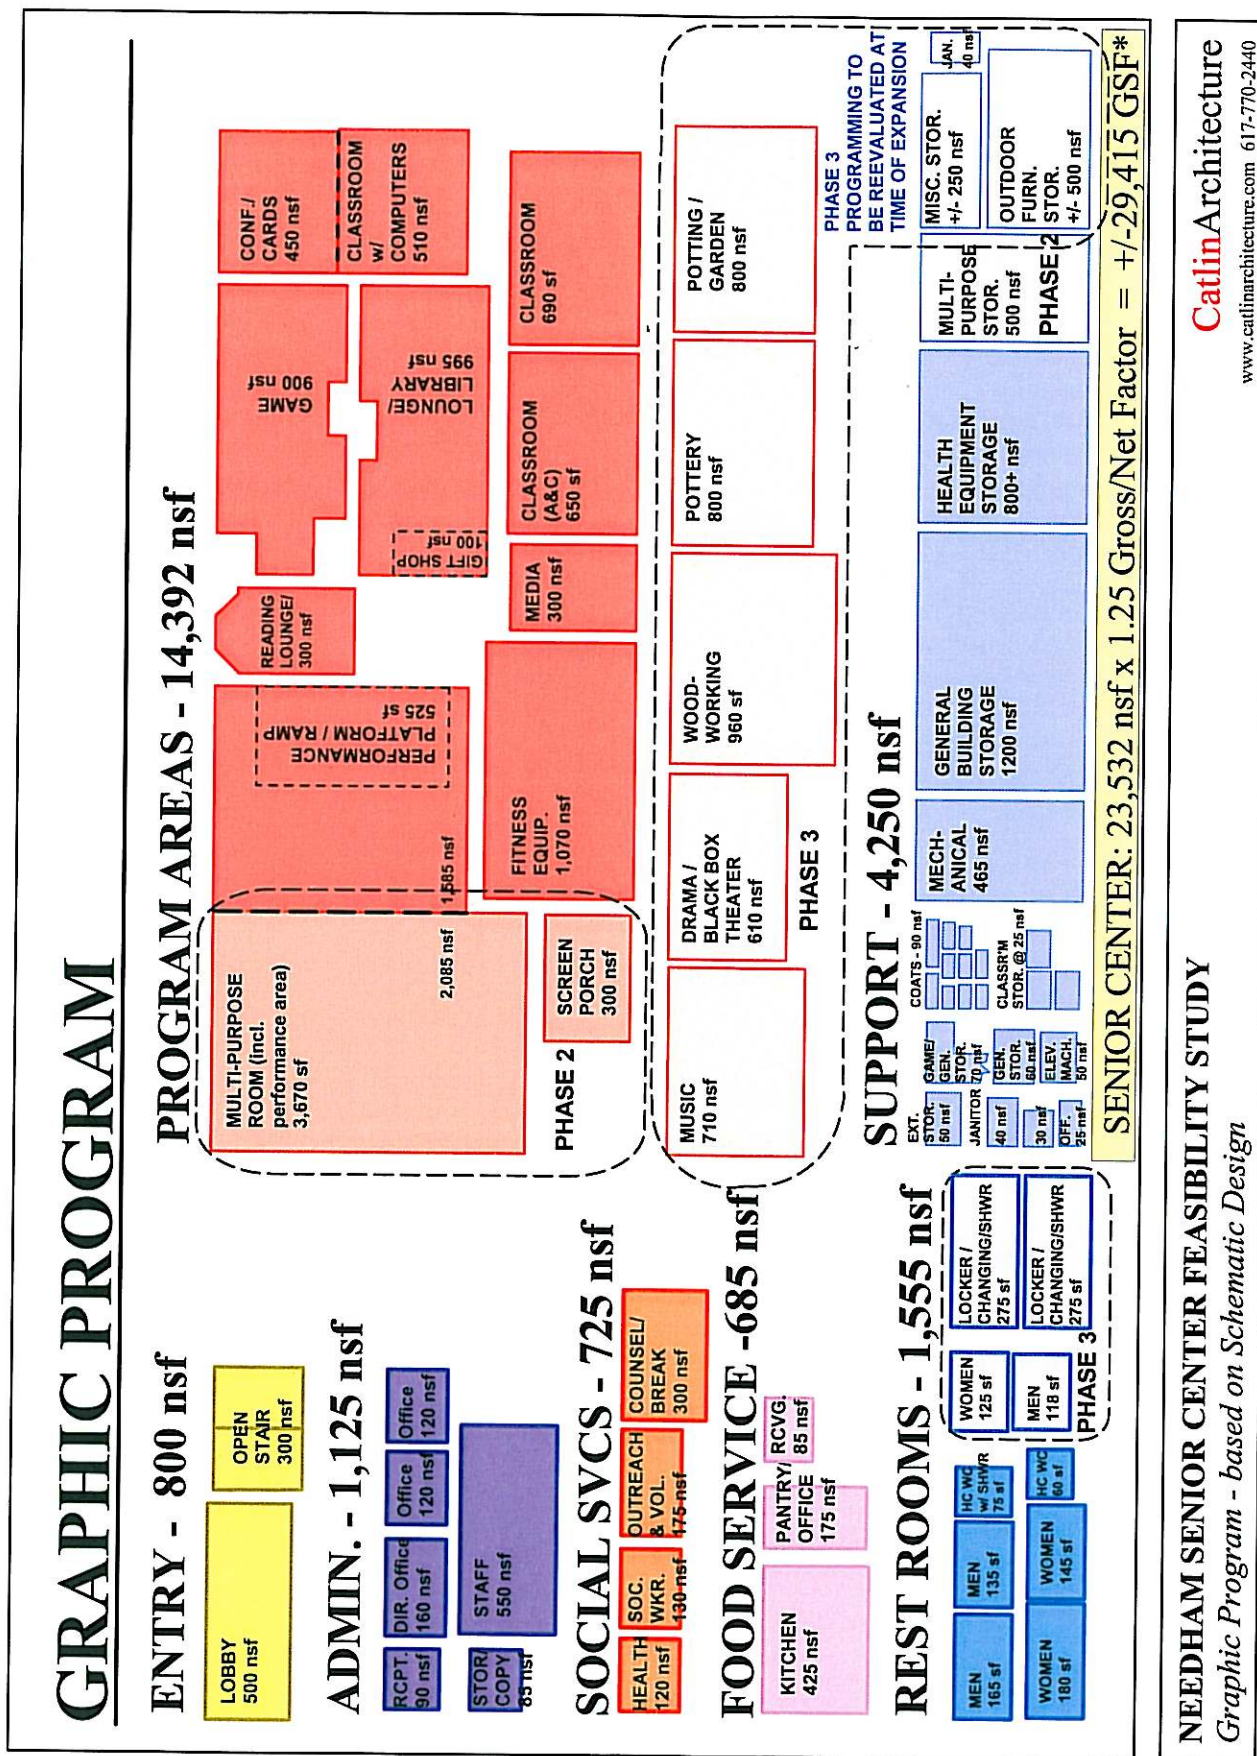 GRAPHIC PROGRAM
ENTRY - 800 nsf
LOBBY
500 nsf
OPEN
STAIR
300 nsf
ADMIN. - 1,125 nsf
RCPT.
90 nsf
DIR. Office
160 nsf
Office
120 nsf
Office
120 nsf
STOR/
COPY
85 nsf
STAFF
550 nsf
SOCIAL SVCS - 725 nsf
HEALTH
120 nsf
SOC.
WKR.
130 nsf
OUTREACH
& VOL.
175 nsf
COUNSEL/
BREAK
300 nsf
FOOD SERVICE -685 nsf
KITCHEN
425 nsf
PANTRY/
OFFICE
175 nsf
RCVG.
85 nsf
REST ROOMS - 1,555 nsf
MEN
165 sf
MEN
135 sf
HC WC
w/ SHWR
75 sf
WOMEN
180 sf
WOMEN
145 sf
HC WC
60 sf
WOMEN
125 sf
LOCKER /
CHANGING/SHWR
275 sf
MEN
118 sf
LOCKER /
CHANGING/SHWR
275 sf
PHASE 3
PROGRAM AREAS - 14,392 nsf
MULTI-PURPOSE
ROOM (incl.
performance area)
3,670 sf
2,085 nsf
1,585 nsf
PERFORMANCE
PLATFORM / RAMP
525 sf
READING
LOUNGE/
300 nsf
GAME
900 nsf
CONF./
CARDS
450 nsf
CLASSROOM
w/
COMPUTERS
510 nsf
LOUNGE/
LIBRARY
995 nsf
GIFT SHOP
100 nsf
SCREEN
PORCH
300 nsf
PHASE 2
FITNESS
EQUIP.
1,070 nsf
MEDIA
300 nsf
CLASSROOM
(A&C)
650 sf
CLASSROOM
690 sf
MUSIC
710 nsf
DRAMA /
BLACK BOX
THEATER
610 nsf
WOOD-
WORKING
960 sf
POTTERY
800 nsf
POTTING /
GARDEN
800 nsf
PHASE 3
PHASE 3
PROGRAMMING TO
BE REEVALUATED AT
TIME OF EXPANSION
SUPPORT - 4,250 nsf
EXT.
STOR.
50 nsf
GAME/
GEN.
STOR.
70 nsf
JANITOR
40 nsf
30 nsf
GEN.
STOR.
60 nsf
OFF.
25 nsf
ELEV.
MACH.
50 nsf
COATS - 90 nsf
CLASSR'M
STOR. @ 25 nsf
MECH-
ANICAL
465 nsf
GENERAL
BUILDING
STORAGE
1200 nsf
HEALTH
EQUIPMENT
STORAGE
800+ nsf
MULTI-
PURPOSE
STOR.
500 nsf
PHASE 2
MISC. STOR.
+/- 250 nsf
JAN.
40 nsf
OUTDOOR
FURN.
STOR.
+/- 500 nsf
SENIOR CENTER: 23,532 nsf x 1.25 Gross/Net Factor = +/-29,415 GSF*
NEEDHAM SENIOR CENTER FEASIBILITY STUDY
Graphic Program - based on Schematic Design
CatlinArchitecture
www.catlinarchitecture.com 617-770-2440